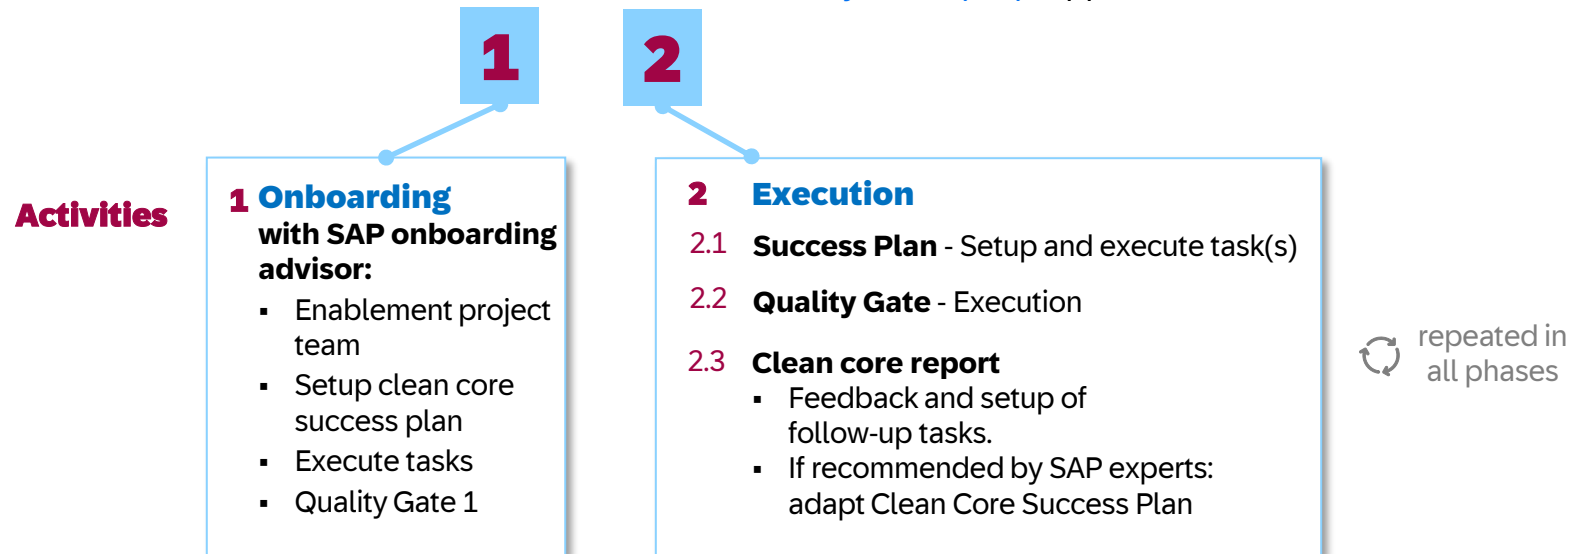 1
2
Activities
1 Onboarding
with SAP onboarding
advisor:
▪ Enablement project
team
▪ Setup clean core
success plan
▪ Execute tasks
▪ Quality Gate 1
2 Execution
2.1 Success Plan - Setup and execute task(s)
2.2 Quality Gate - Execution
2.3 Clean core report
▪ Feedback and setup of
follow-up tasks.
▪ If recommended by SAP experts:
adapt Clean Core Success Plan
repeated in
all phases